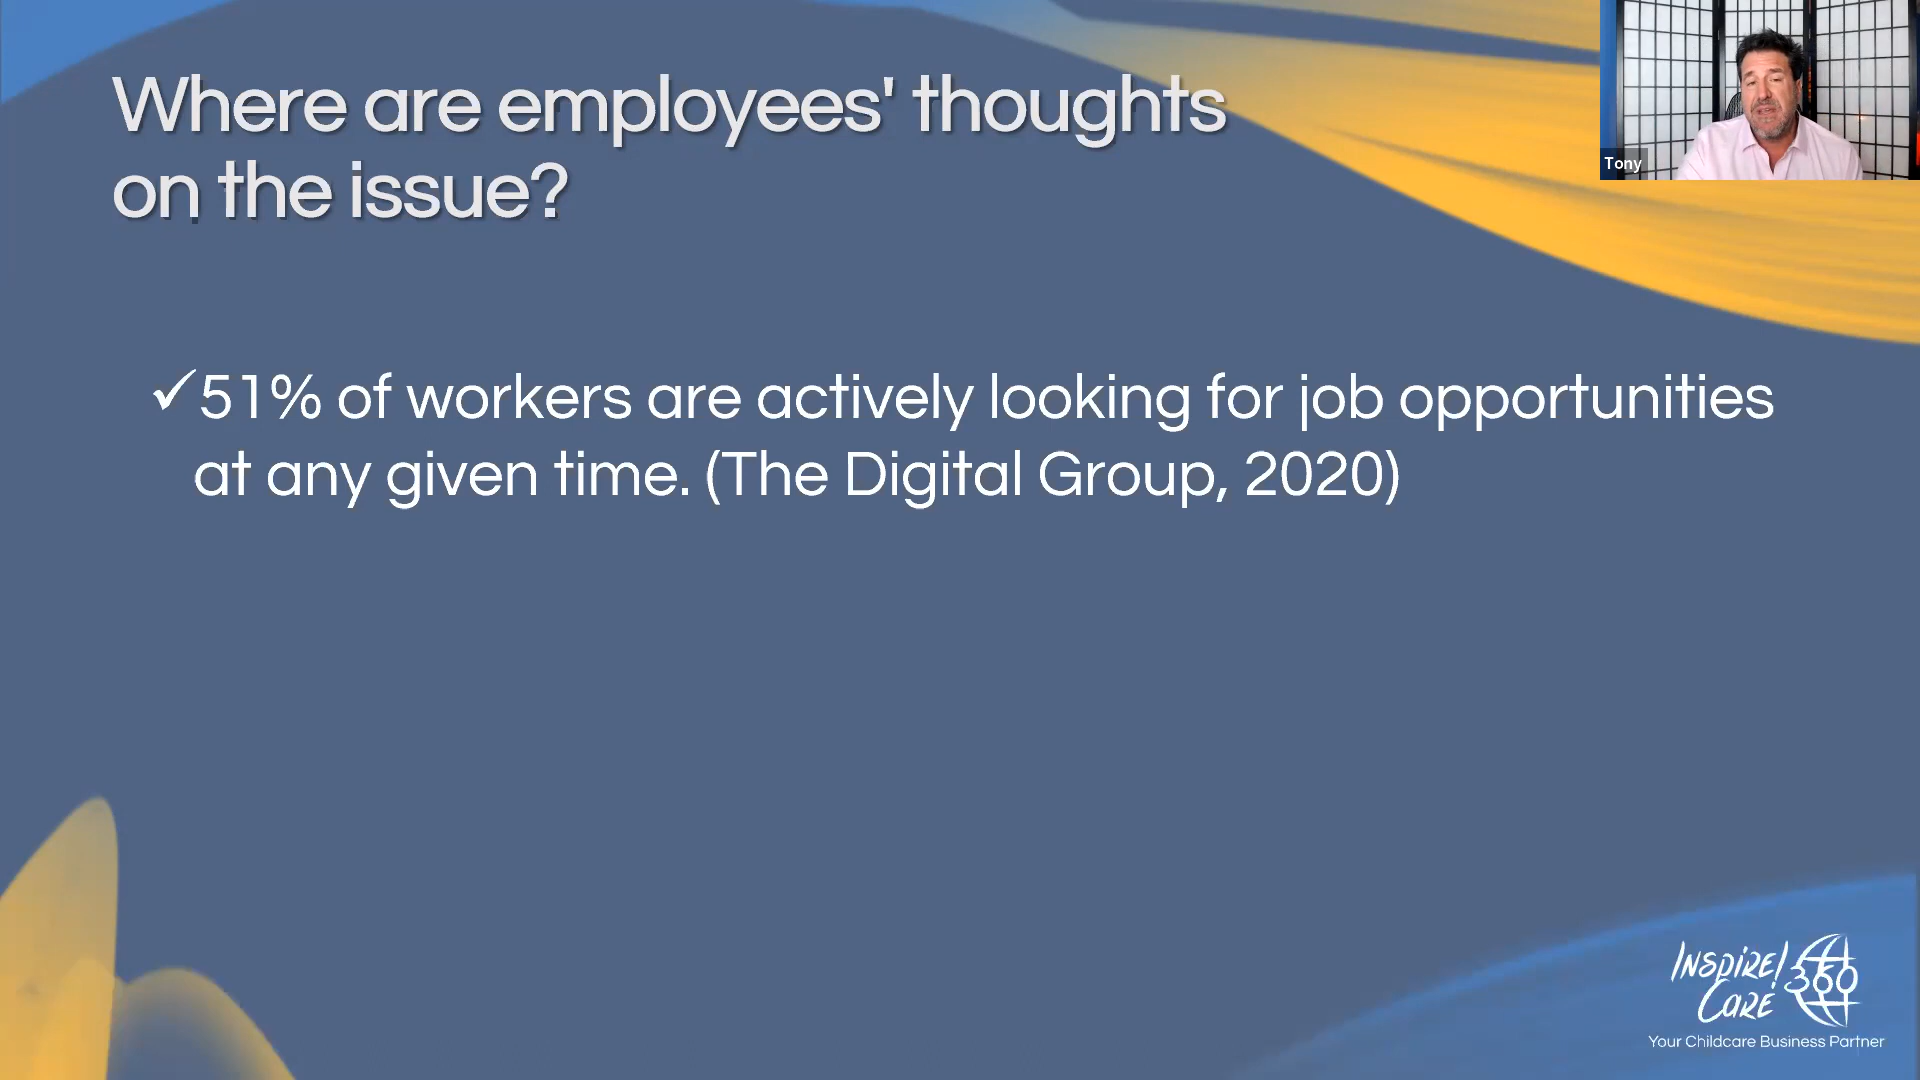 Where are employees' thoughts
on the issue?
Tony
✓51% of workers are actively looking for job opportunities
at any given time. (The Digital Group, 2020)
INSPIRE!
CARE 360
Your Childcare Business Partner